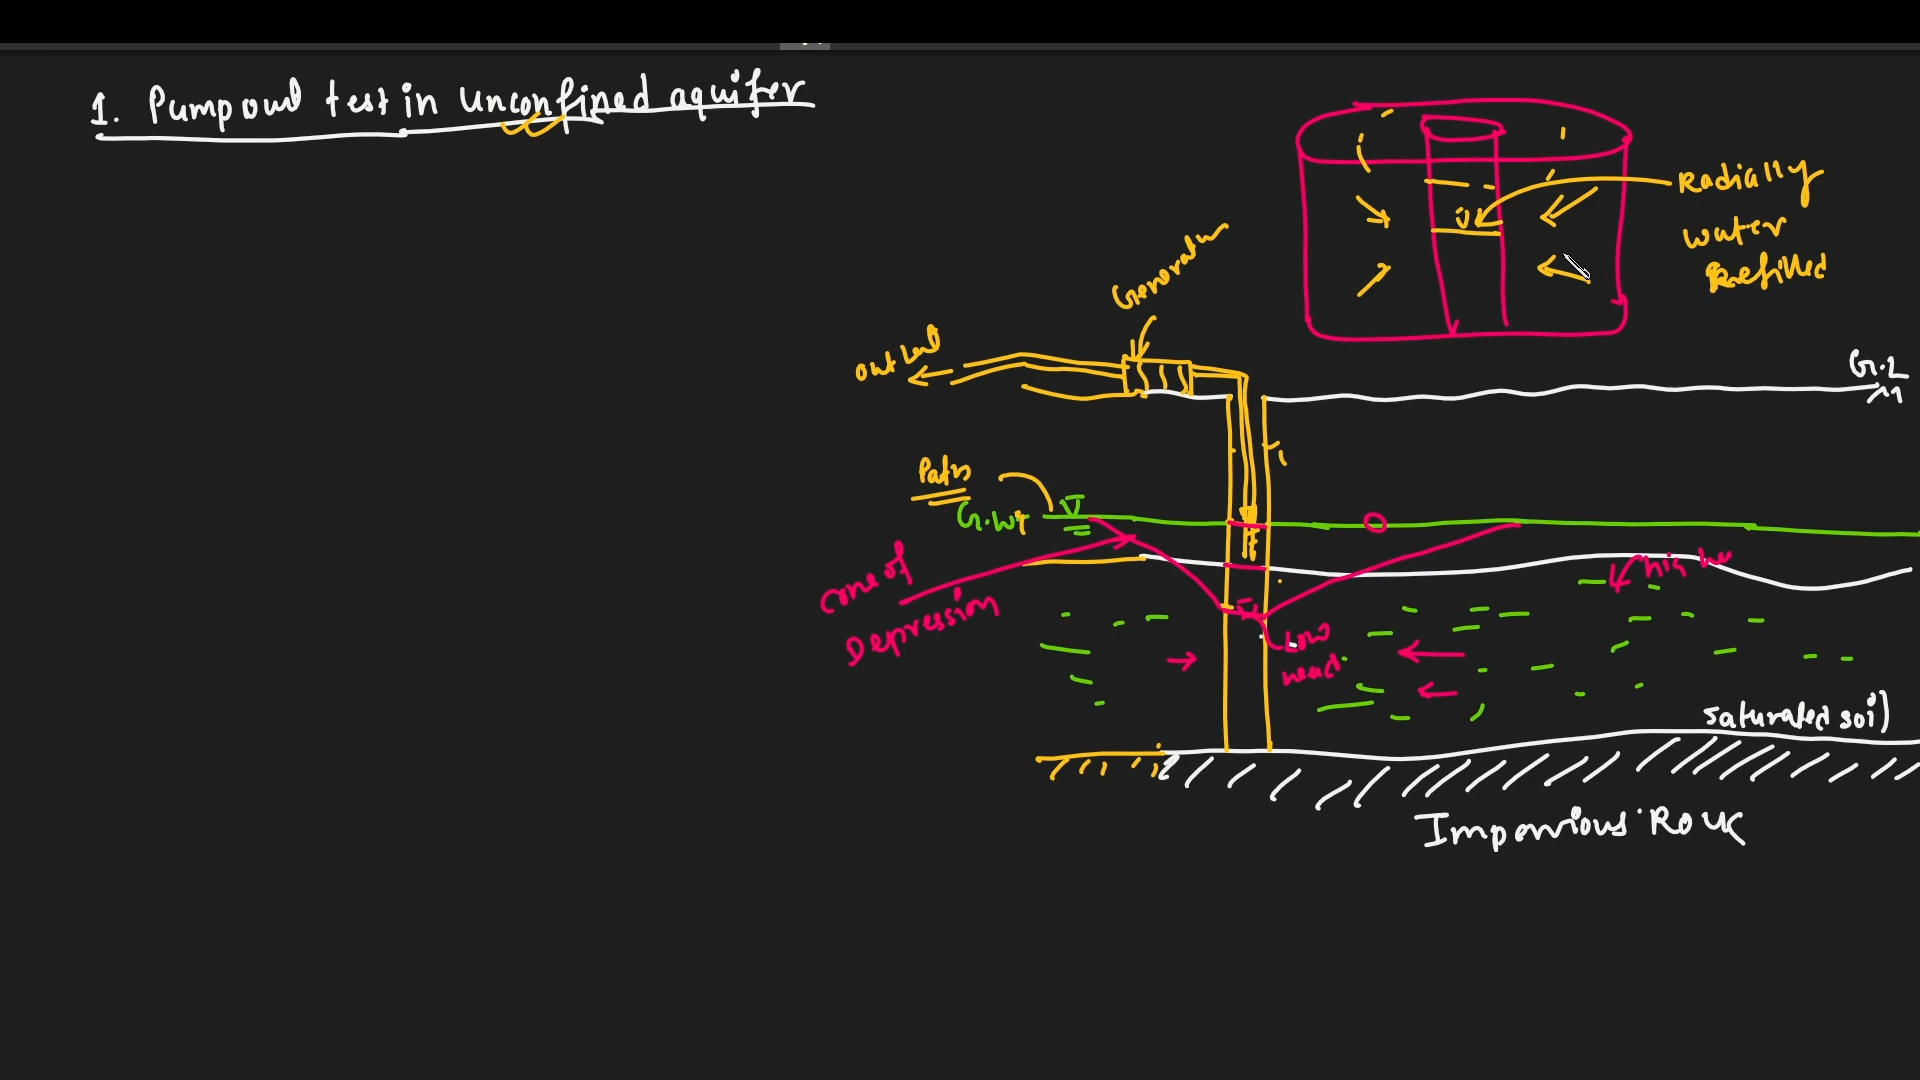 1. Pump out test in Unconfined aquifer
Radially
water
Refilled
Generator
outlet
G.L
Path
G.W.T
cone of
Depression
high he
Low
head
saturated soil
Impervious Rock